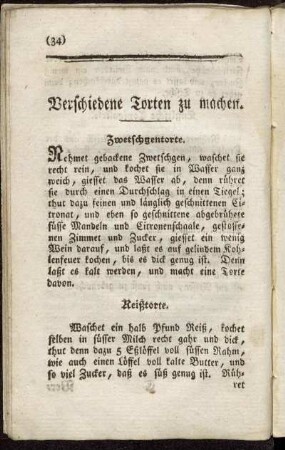 (34)
Verschiedene Torten zu machen.
Zwetschgentorte.
Nehmet gebackene Zwetschgen, waschet sie
recht rein, und kochet sie in Wasser ganz
weich, giesset das Wasser ab, denn rühret
sie durch einen Durchschlag in einen Tiegel;
thut dazu feinen und länglich geschnittenen Ci-
tronat, und eben so geschnittene abgebrühete
süsse Mandeln und Citronenschaale, gestosse-
nen Zimmet und Zucker, giesset ein wenig
Wein darauf, und laßt es auf gelindem Koh-
lenfeuer kochen, bis es dick genug ist. Denn
laßt es kalt werden, und macht eine Torte
davon.
Reißtorte.
Waschet ein halb Pfund Reiß, kochet
selben in süsser Milch recht gahr und dick,
thut denn dazu 5 Eßlöffel voll süssen Rahm,
wie auch einen Löffel voll kalte Butter, und
so viel Zucker, daß es süß genug ist. Rüh-
ret